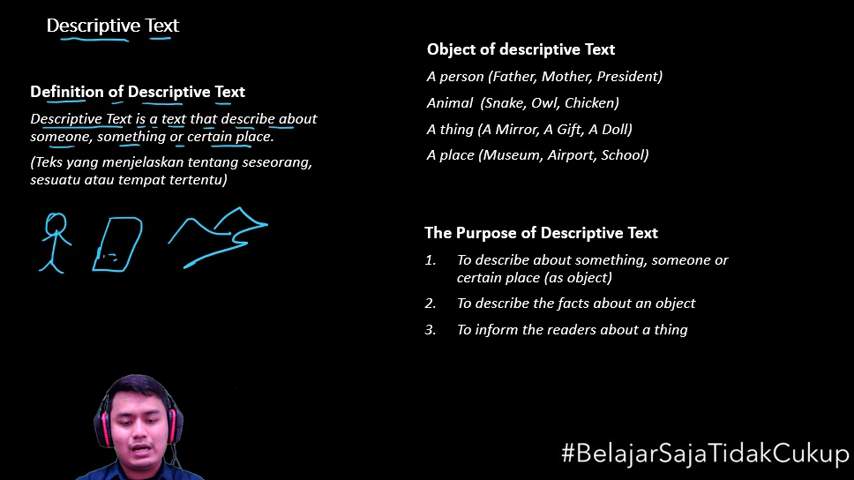 Descriptive Text
Definition of Descriptive Text
Descriptive Text is a text that describe about
someone, something or certain place.
(Teks yang menjelaskan tentang seseorang,
sesuatu atau tempat tertentu)
Object of descriptive Text
A person (Father, Mother, President)
Animal (Snake, Owl, Chicken)
A thing (A Mirror, A Gift, A Doll)
A place (Museum, Airport, School)
The Purpose of Descriptive Text
1. To describe about something, someone or
certain place (as object)
2. To describe the facts about an object
3. To inform the readers about a thing
#BelajarSajaTidakCukup